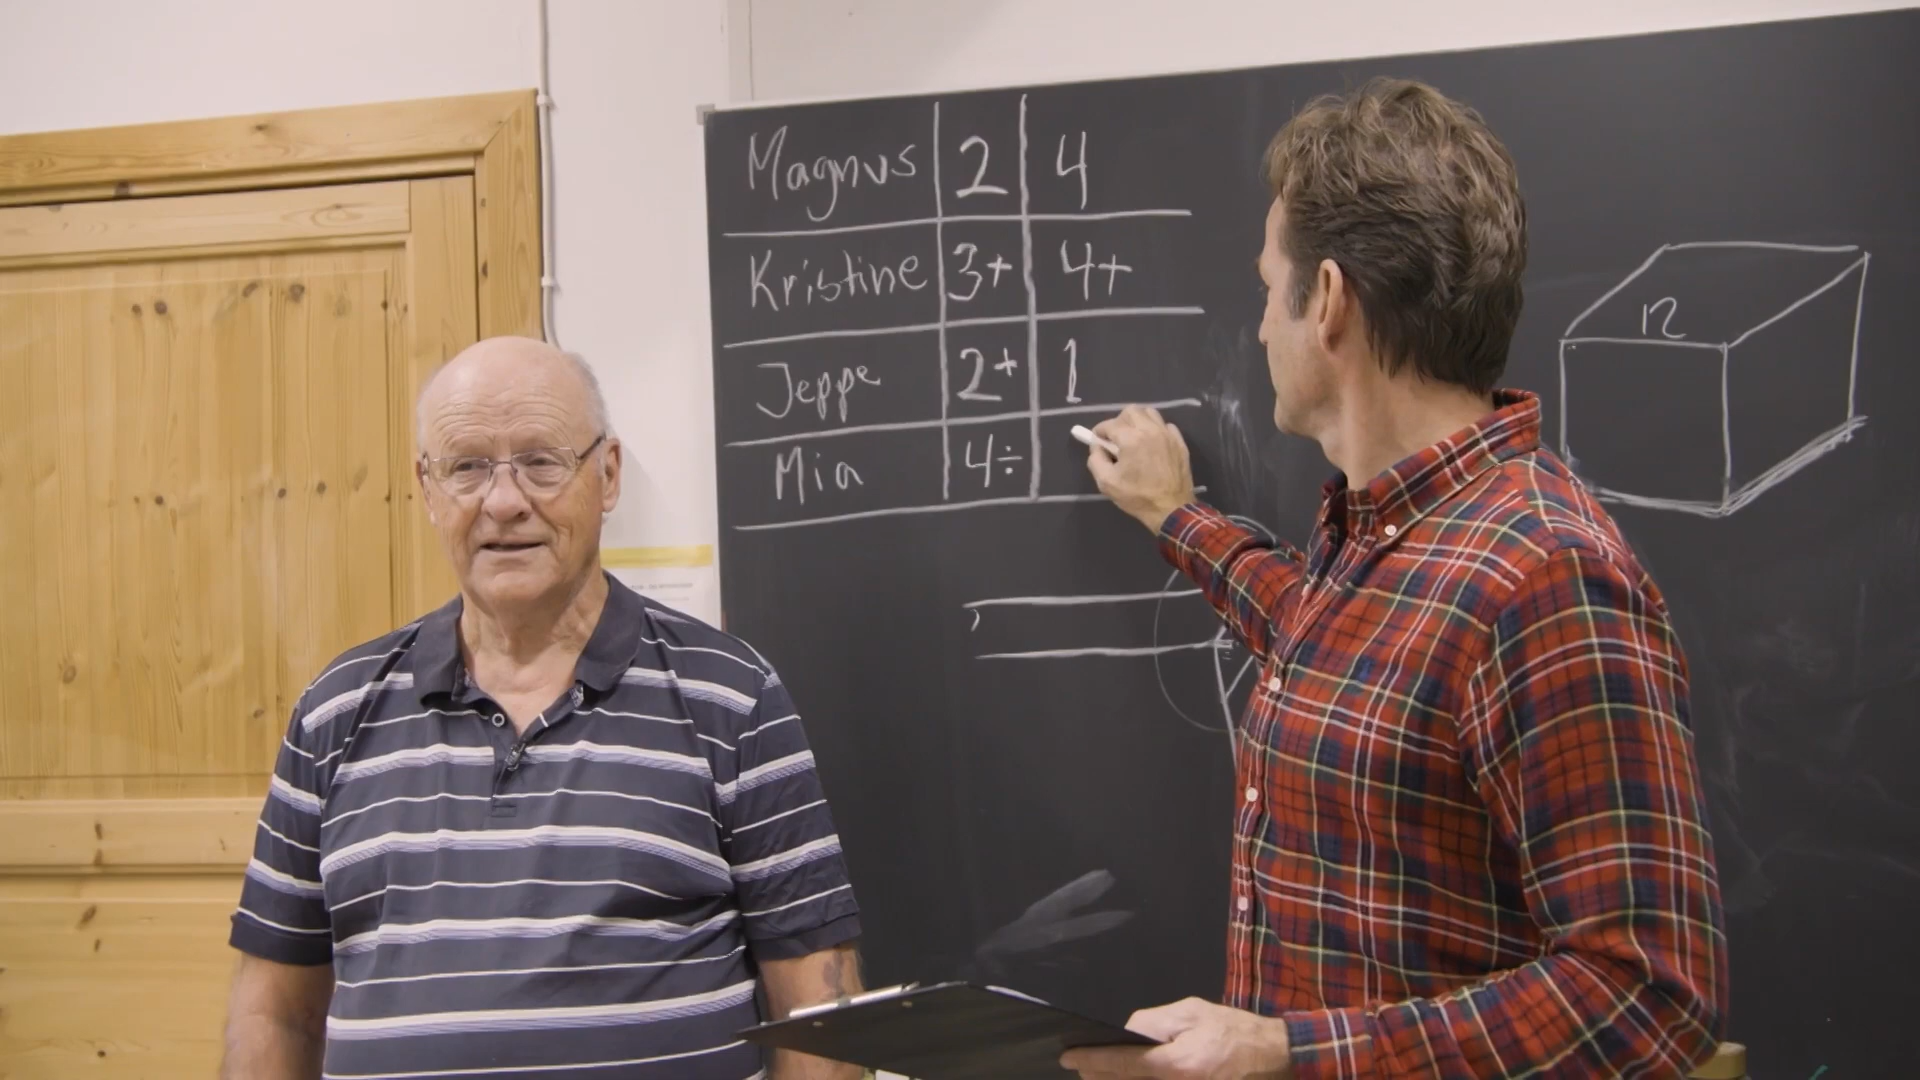 Magnus 2 4
Kristine 3+ 4+
Jeppe 2+ 1
Mia 4÷
12